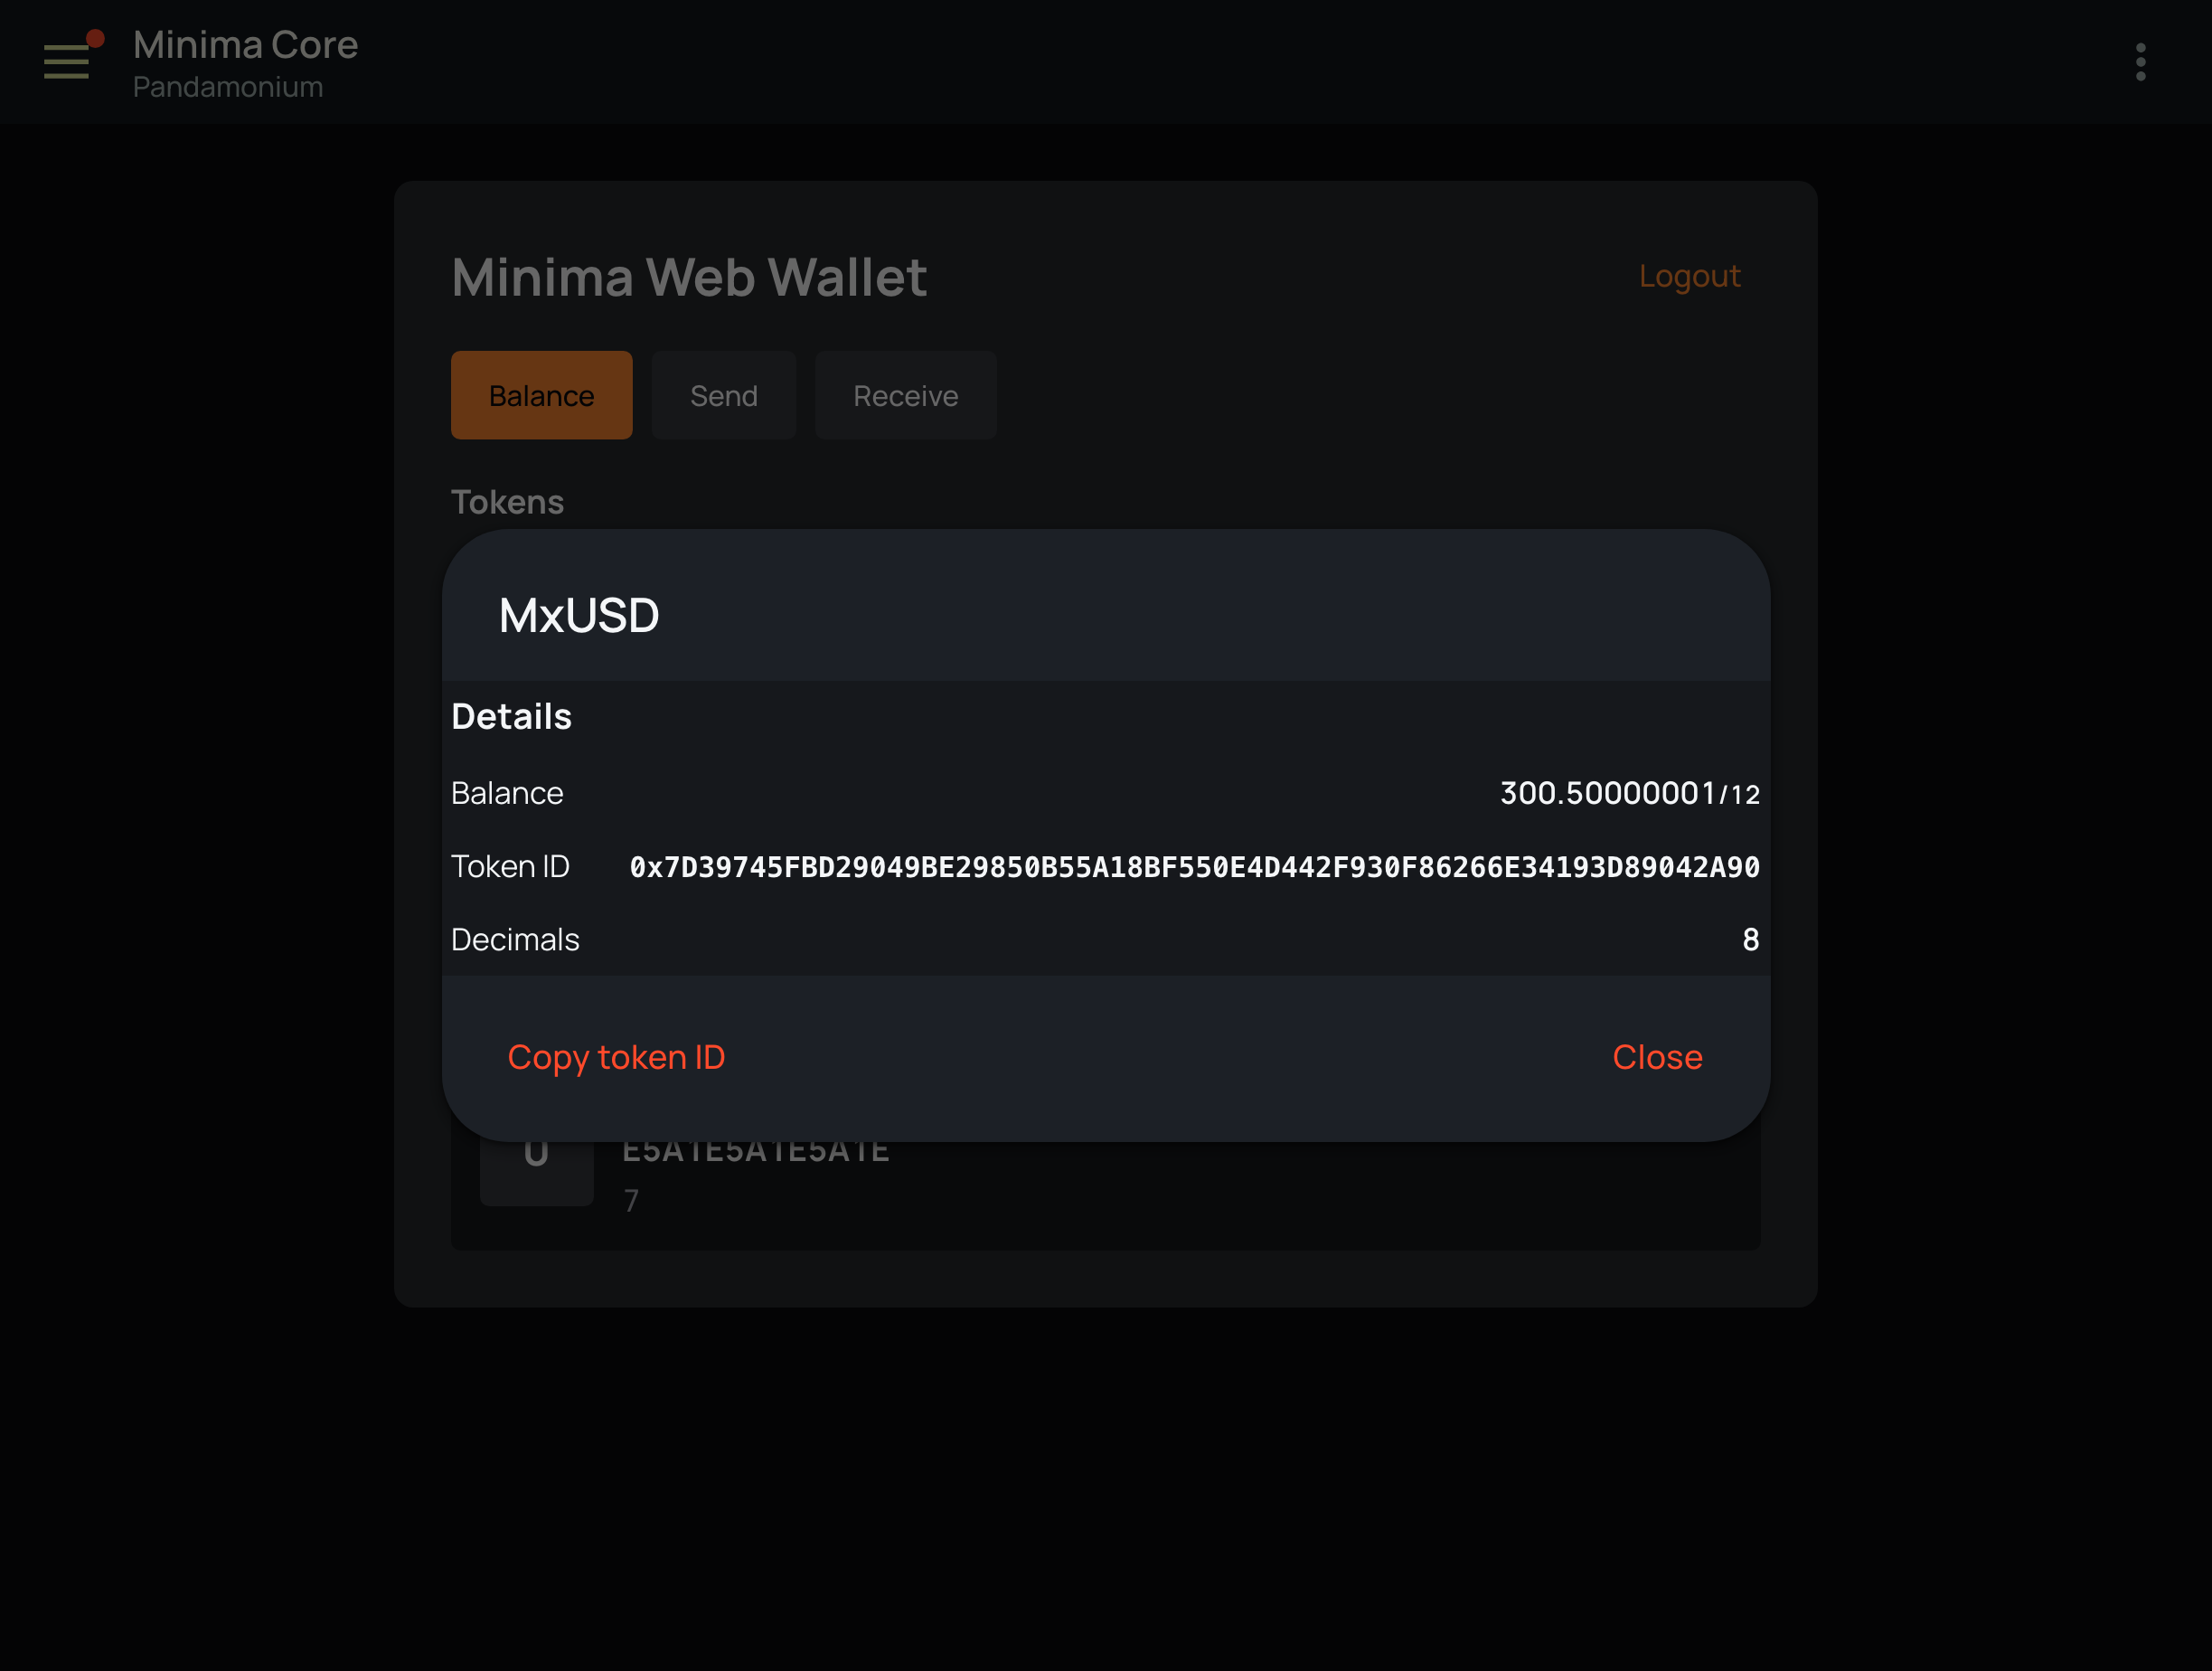 Minima Core
Pandamonium
Minima Web Wallet
Logout
Balance
Send
Receive
Tokens
MxUSD
Details
Balance 300.50000001/12
Token ID 0x7D39745FBD29049BE29850B55A18BF550E4D442F930F86266E34193D89042A90
Decimals 8
Copy token ID
Close
E5A1E5A1E5A1E
7